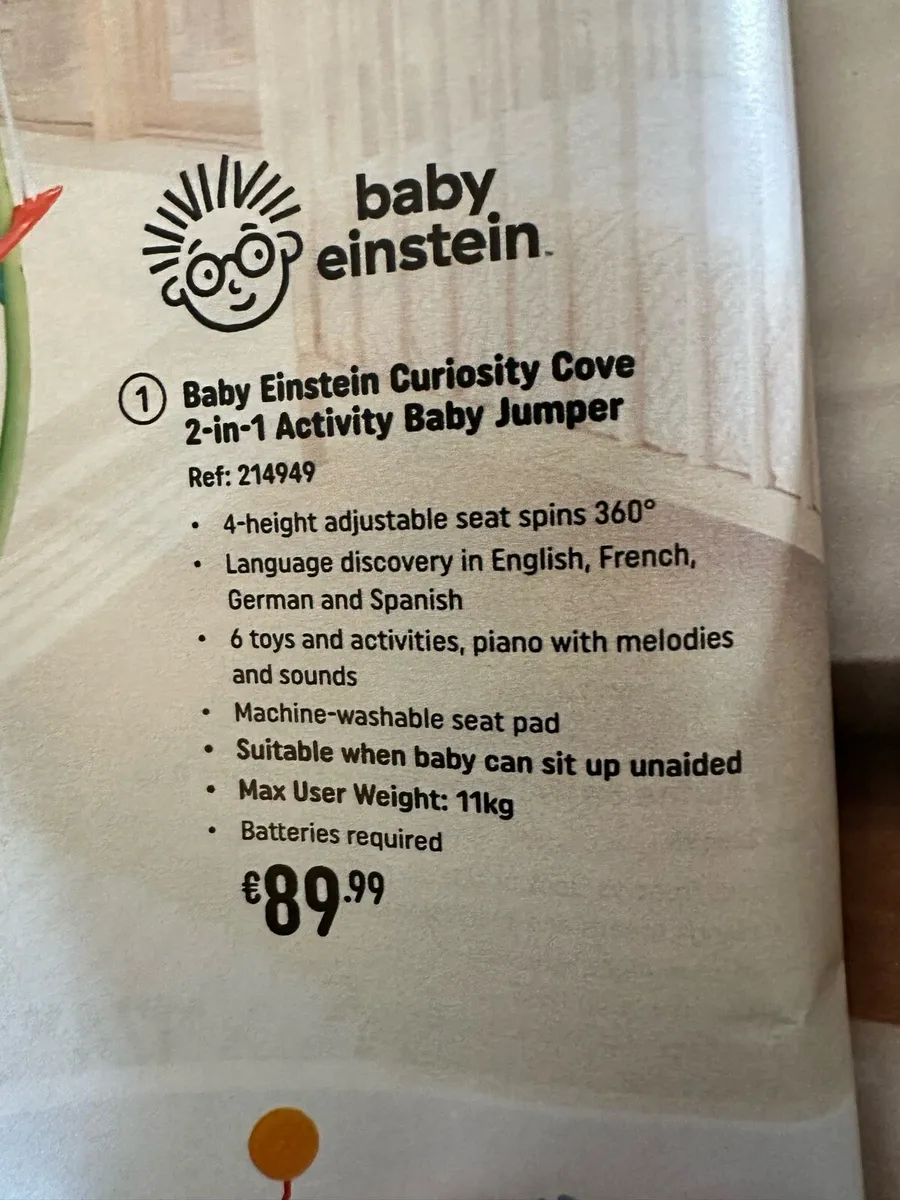 baby
einstein™
1 Baby Einstein Curiosity Cove
2-in-1 Activity Baby Jumper
Ref: 214949
• 4-height adjustable seat spins 360°
• Language discovery in English, French,
German and Spanish
• 6 toys and activities, piano with melodies
and sounds
• Machine-washable seat pad
• Suitable when baby can sit up unaided
• Max User Weight: 11kg
• Batteries required
€89.99